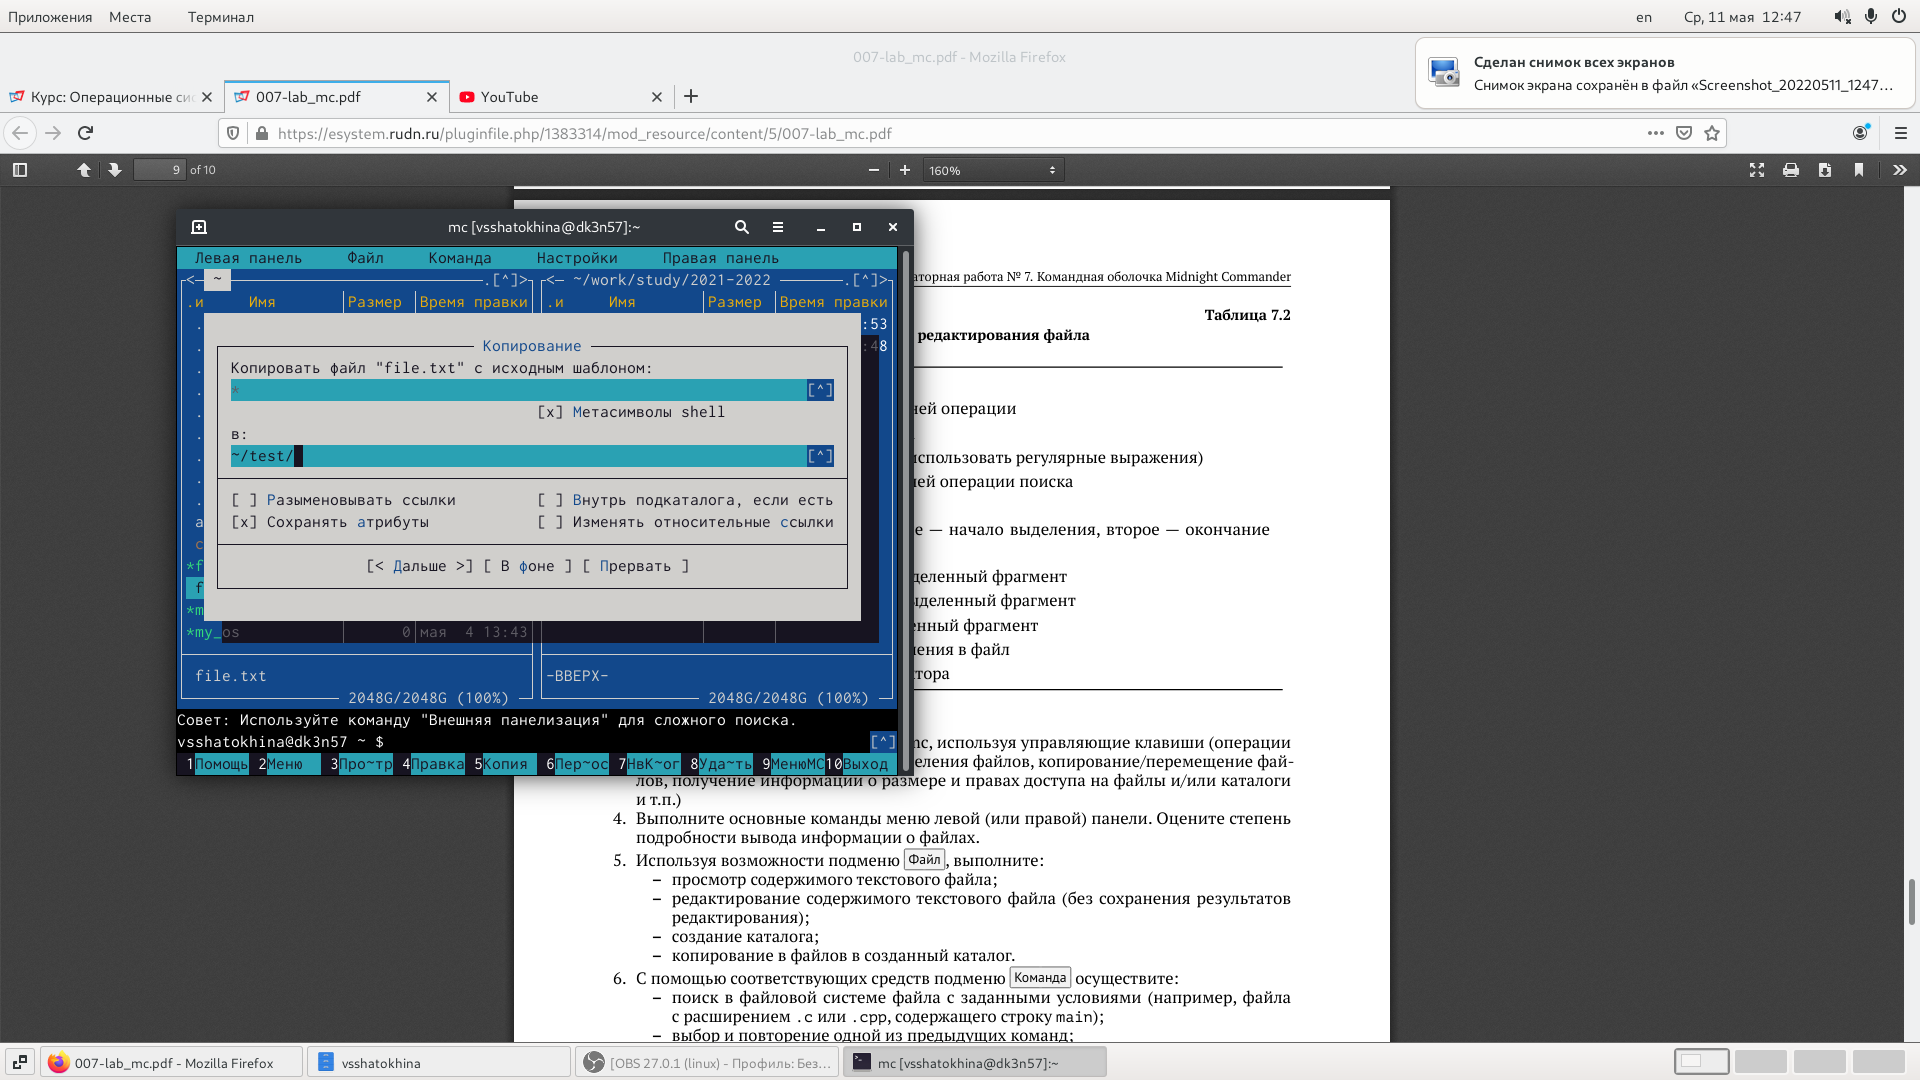 Приложения Места Терминал en Ср, 11 мая 12:47
007-lab_mc.pdf - Mozilla Firefox
Сделан снимок всех экранов
Снимок экрана сохранён в файл «Screenshot_20220511_1247…
Курс: Операционные си 007-lab_mc.pdf YouTube
https://esystem.rudn.ru/pluginfile.php/1383314/mod_resource/content/5/007-lab_mc.pdf
9 of 10 160%
mc [vsshatokhina@dk3n57]:~
Левая панель Файл Команда Настройки Правая панель
<— ~ .[^]> <— ~/work/study/2021-2022 .[^]>
.и Имя Размер Время правки .и Имя Размер Время правки
:53
:48
Копирование
Копировать файл "file.txt" с исходным шаблоном:
* [^]
[x] Метасимволы shell
в:
~/test/ [^]
[ ] Разыменовывать ссылки [ ] Внутрь подкаталога, если есть
[x] Сохранять атрибуты [ ] Изменять относительные ссылки
[< Дальше >] [ В фоне ] [ Прервать ]
*f
f
*m
*my_os 0 мая 4 13:43
file.txt -ВВЕРХ-
2048G/2048G (100%) 2048G/2048G (100%)
Совет: Используйте команду "Внешняя панелизация" для сложного поиска.
vsshatokhina@dk3n57 ~ $ [^]
1Помощь 2Меню 3Про~тр 4Правка 5Копия 6Пер~ос 7НвК~ог 8Уда~ть 9МенюMC 10Выход
аторная работа № 7. Командная оболочка Midnight Commander
Таблица 7.2
редактирования файла
ней операции
использовать регулярные выражения)
ней операции поиска
е — начало выделения, второе — окончание
деленный фрагмент
ыделенный фрагмент
енный фрагмент
нения в файл
тора
mc, используя управляющие клавиши (операции
еления файлов, копирование/перемещение фай-
лов, получение информации о размере и правах доступа на файлы и/или каталоги
и т.п.)
4. Выполните основные команды меню левой (или правой) панели. Оцените степень
подробности вывода информации о файлах.
5. Используя возможности подменю Файл, выполните:
– просмотр содержимого текстового файла;
– редактирование содержимого текстового файла (без сохранения результатов
редактирования);
– создание каталога;
– копирование в файлов в созданный каталог.
6. С помощью соответствующих средств подменю Команда осуществите:
– поиск в файловой системе файла с заданными условиями (например, файла
с расширением .c или .cpp, содержащего строку main);
– выбор и повторение одной из предыдущих команд;
007-lab_mc.pdf - Mozilla Firefox vsshatokhina [OBS 27.0.1 (linux) - Профиль: Без… mc [vsshatokhina@dk3n57]:~